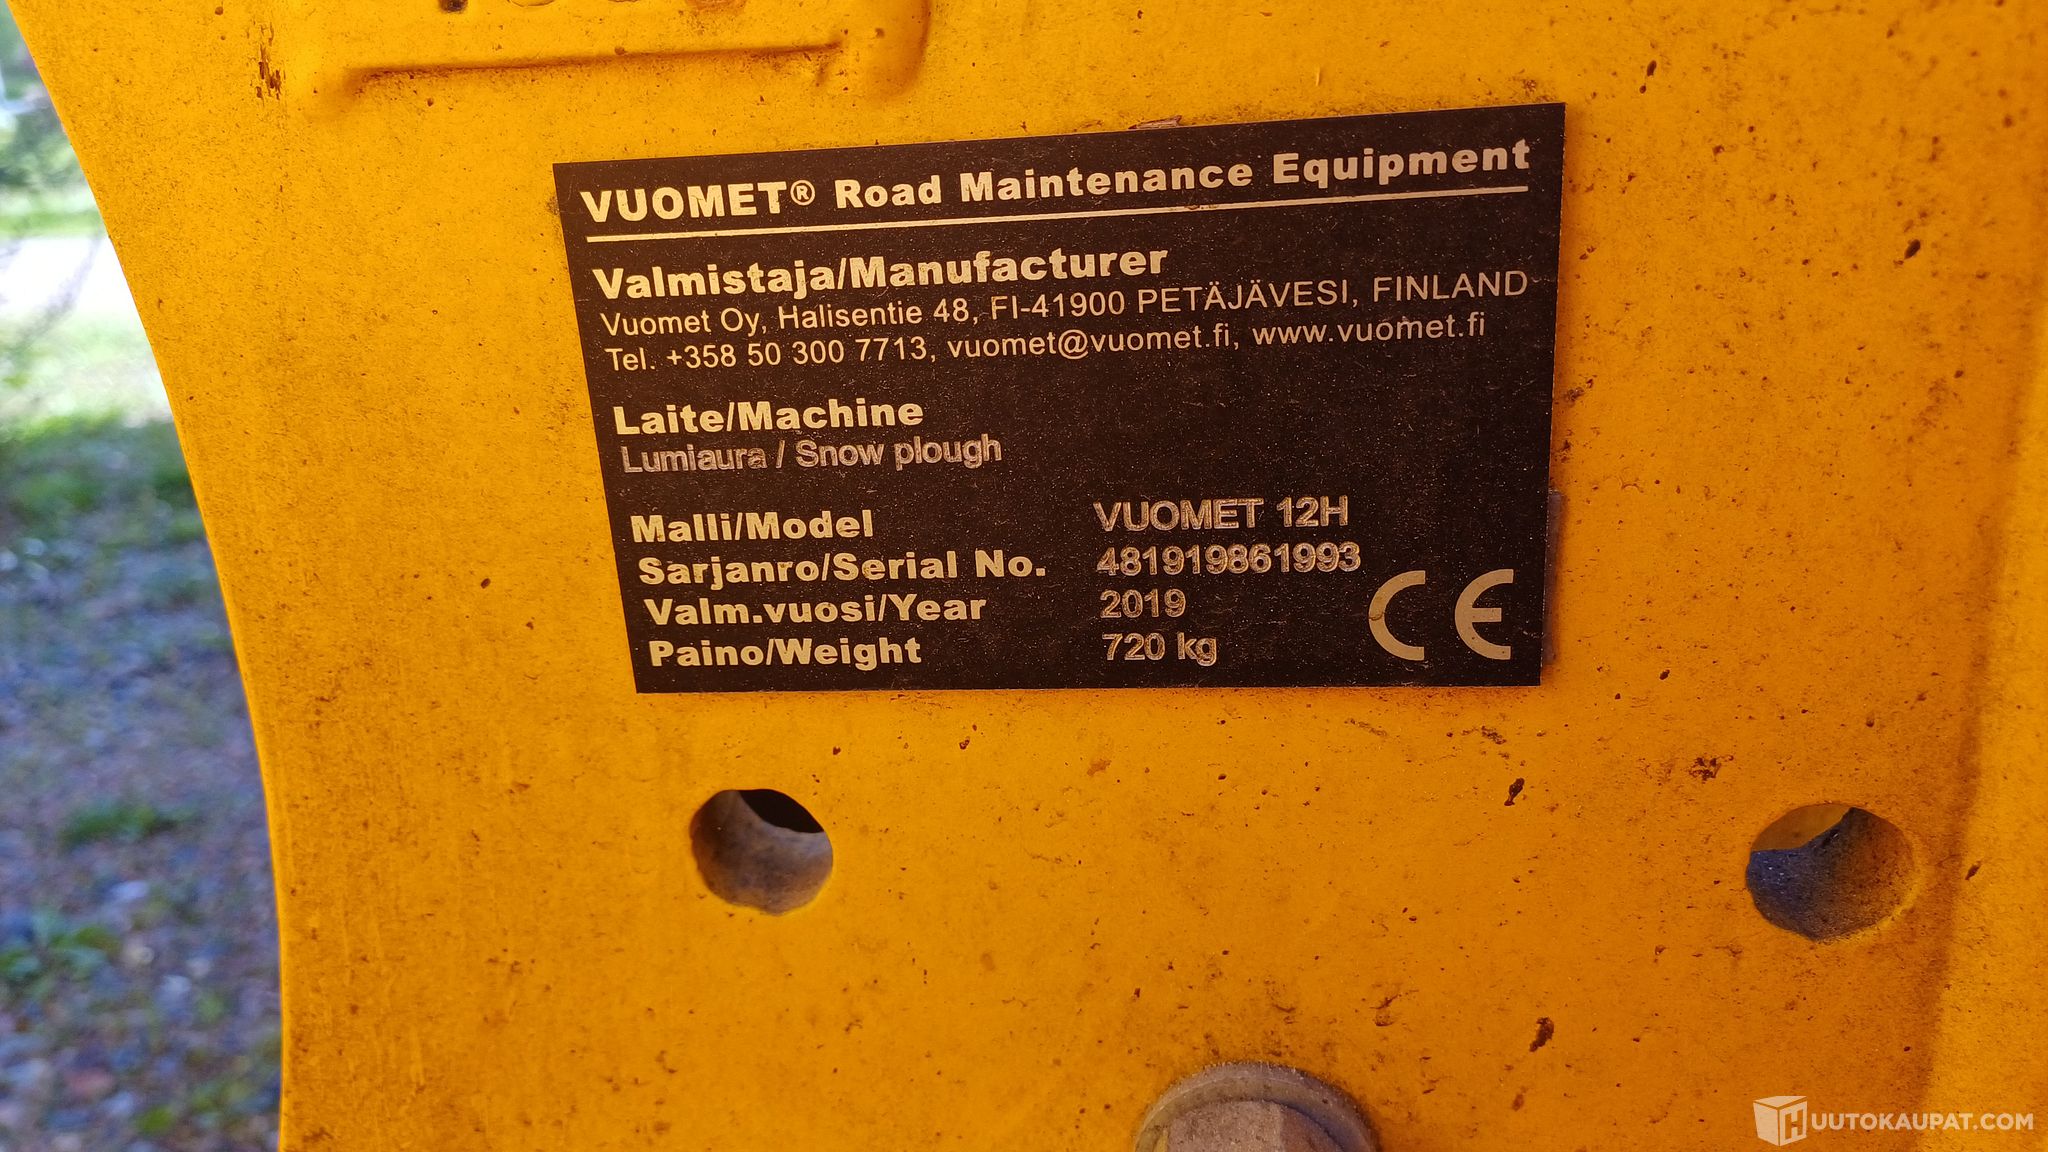 VUOMET® Road Maintenance Equipment
Valmistaja/Manufacturer
Vuomet Oy, Halisentie 48, FI-41900 PETÄJÄVESI, FINLAND
Tel. +358 50 300 7713, vuomet@vuomet.fi, www.vuomet.fi
Laite/Machine
Lumiaura / Snow plough
Malli/Model VUOMET 12H
Sarjanro/Serial No. 481919861993
Valm.vuosi/Year 2019
Paino/Weight 720 kg
CE
HUUTOKAUPAT.COM